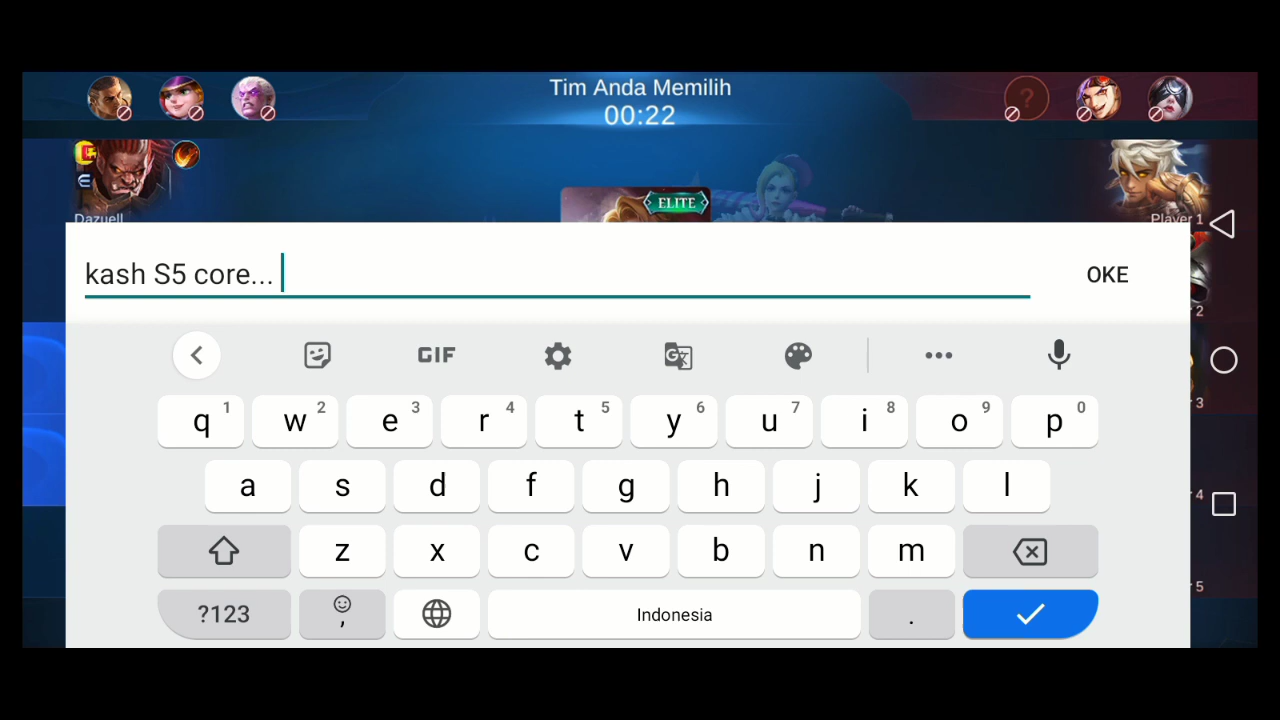 Tim Anda Memilih
00:22
ELITE
Dazuell
Player 1
kash S5 core...
OKE
2
GIF
3
q 1 w 2 e 3 r 4 t 5 y 6 u 7 i 8 o 9 p 0
a s d f g h j k l
4
z x c v b n m
5
?123 , Indonesia .